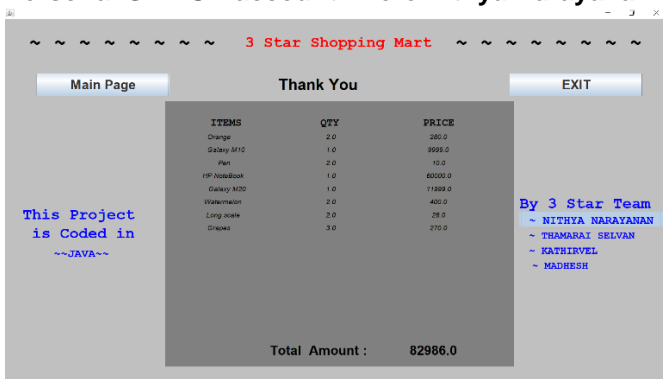 ~ ~ ~ ~ ~ ~ ~ ~ 3 Star Shopping Mart ~ ~ ~ ~ ~ ~ ~ ~
Main Page
Thank You
EXIT
ITEMS QTY PRICE
Orange 2.0 280.0
Galaxy M10 1.0 9999.0
Pen 2.0 10.0
HP NoteBook 1.0 60000.0
Galaxy M20 1.0 11999.0
Watermelon 2.0 400.0
Long scale 2.0 28.0
Grapes 3.0 270.0
Total Amount : 82986.0
This Project
is Coded in
~~JAVA~~
By 3 Star Team
~ NITHYA NARAYANAN
~ THAMARAI SELVAN
~ KATHIRVEL
~ MADHESH